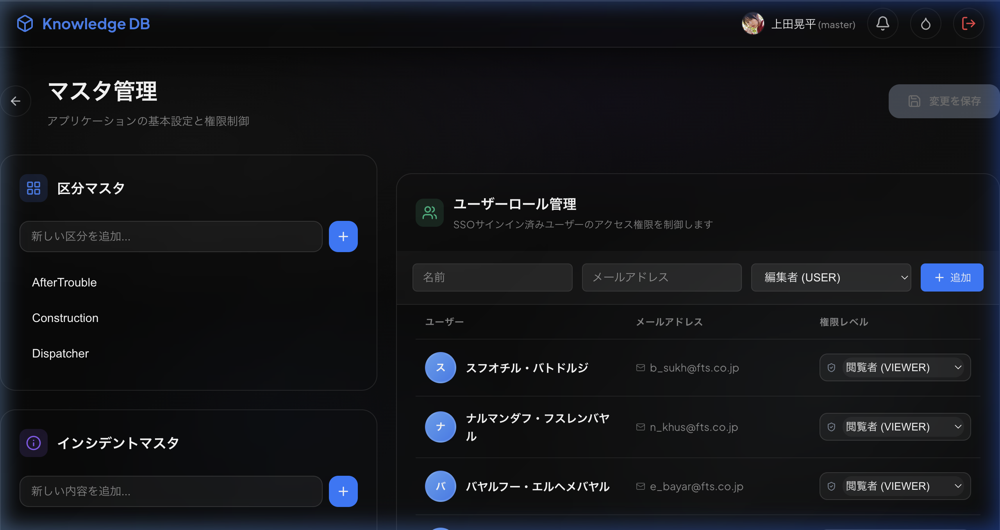 Knowledge DB
上田晃平 (master)
マスタ管理
アプリケーションの基本設定と権限制御
変更を保存
区分マスタ
新しい区分を追加...
AfterTrouble
Construction
Dispatcher
インシデントマスタ
新しい内容を追加...
ユーザーロール管理
SSOサインイン済みユーザーのアクセス権限を制御します
名前 メールアドレス 編集者 (USER) 追加
ユーザー メールアドレス 権限レベル
ス スフオチル・バトドルジ b_sukh@fts.co.jp 閲覧者 (VIEWER)
ナ ナルマンダフ・フスレンバヤ
ル n_khus@fts.co.jp 閲覧者 (VIEWER)
バ バヤルフー・エルヘメバヤル e_bayar@fts.co.jp 閲覧者 (VIEWER)